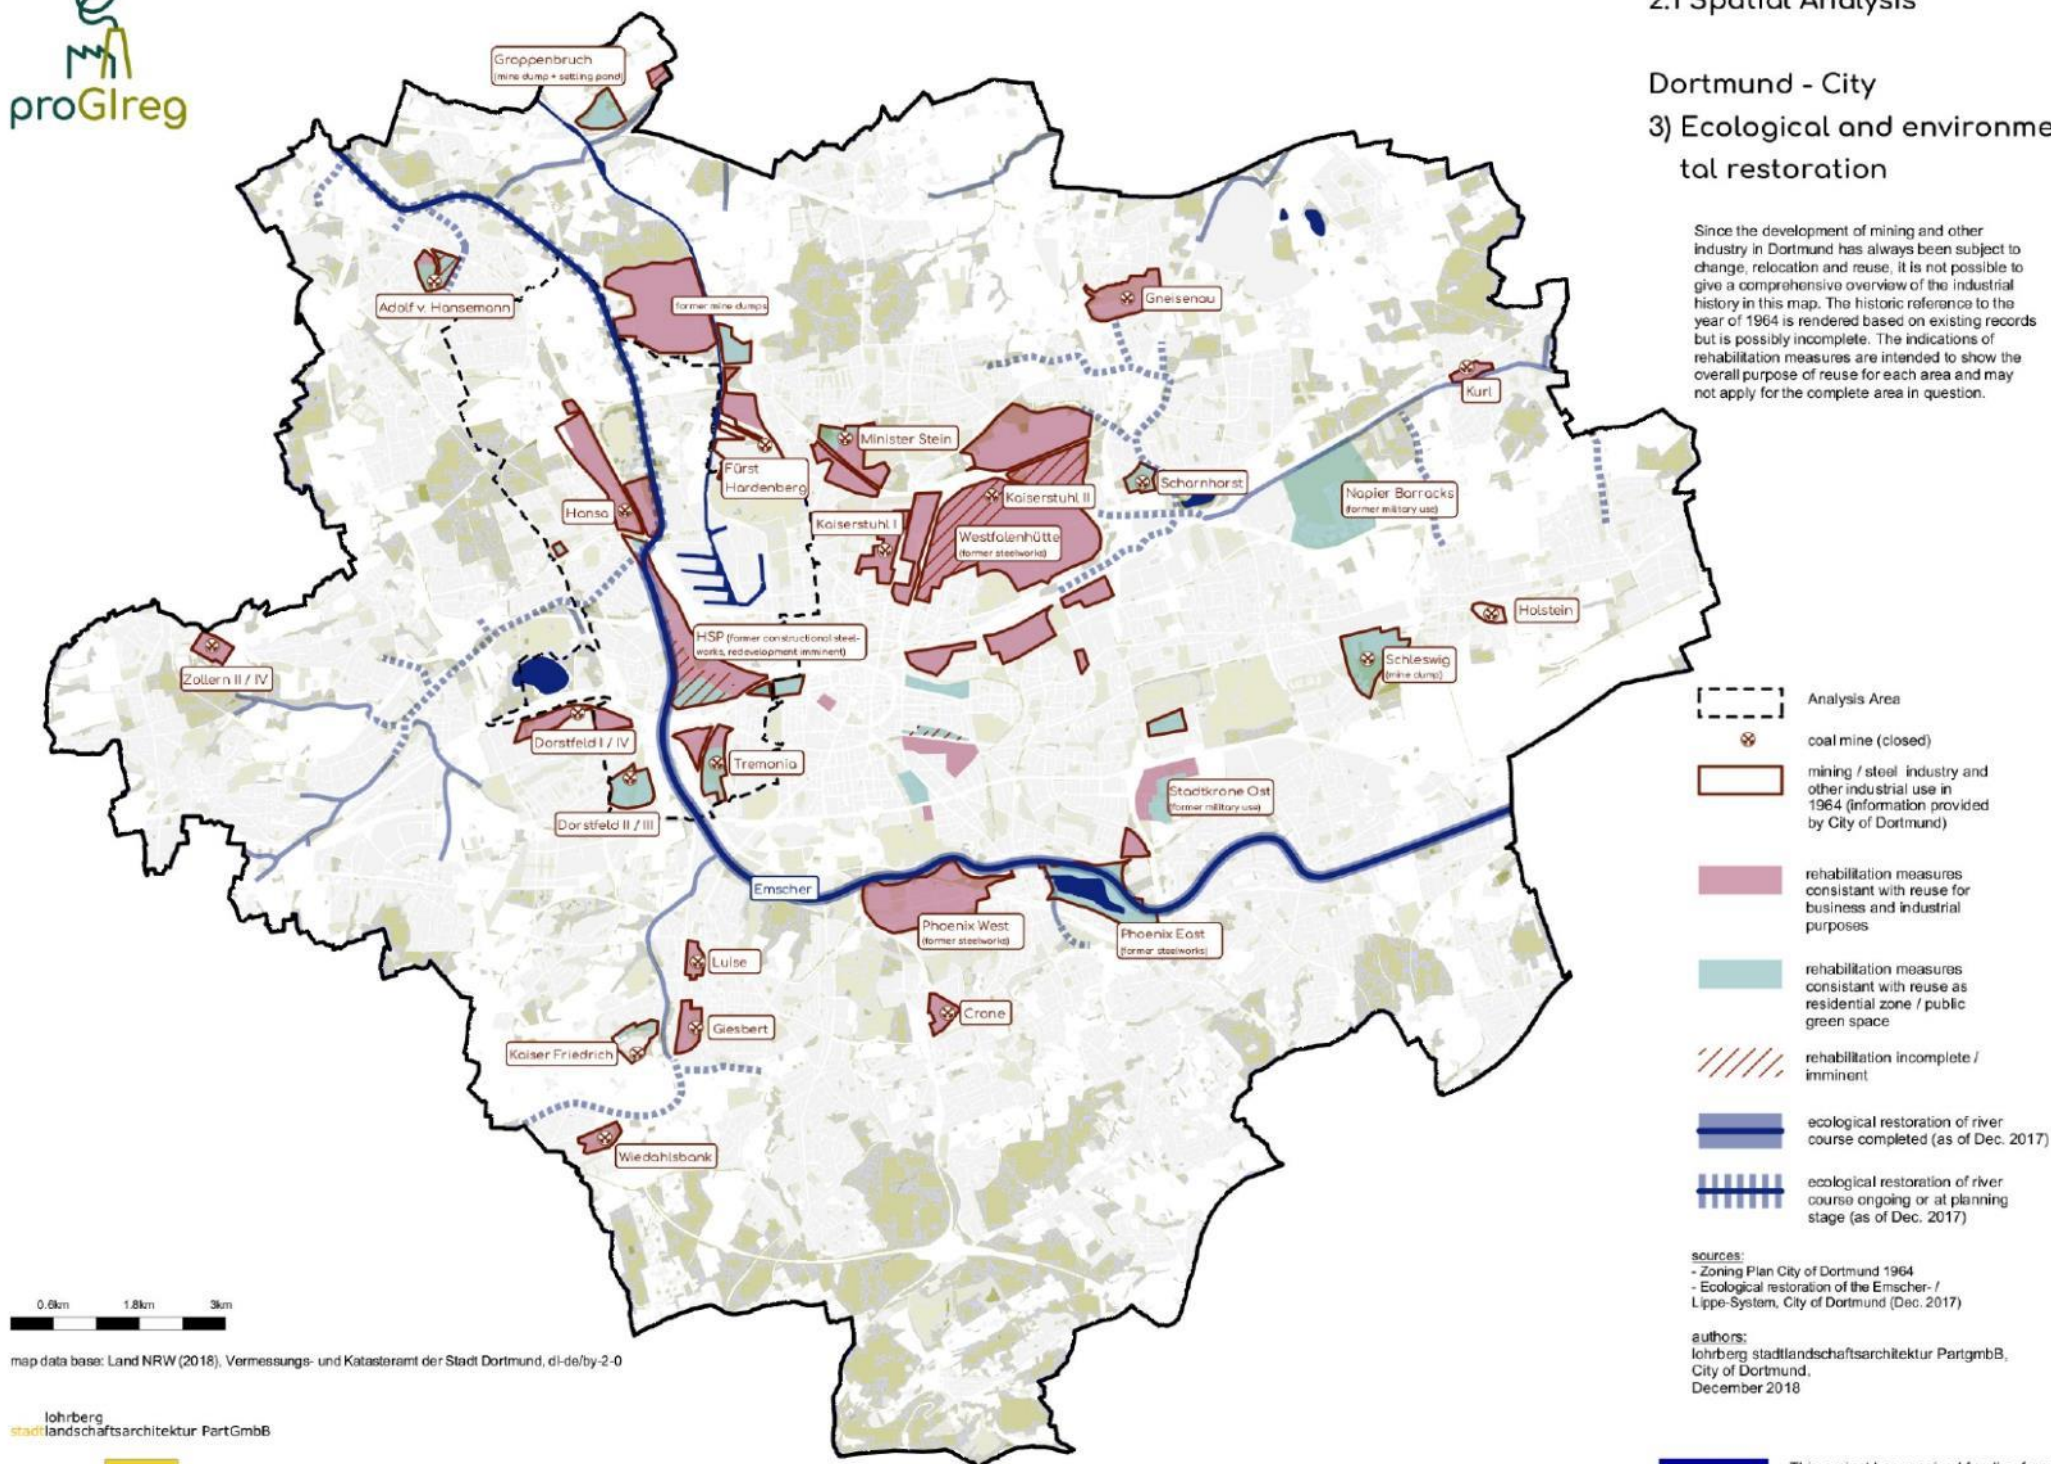 2.1 Spatial Analysis
proGIreg
Dortmund - City
3) Ecological and environme
tal restoration
Since the development of mining and other
industry in Dortmund has always been subject to
change, relocation and reuse, it is not possible to
give a comprehensive overview of the industrial
history in this map. The historic reference to the
year of 1964 is rendered based on existing records
but is possibly incomplete. The indications of
rehabilitation measures are intended to show the
overall purpose of reuse for each area and may
not apply for the complete area in question.
Groppenbruch
(mine dump + settling pond)
Adolf v. Hansemann
former mine dumps
Gneisenau
Kurl
Minister Stein
Fürst
Hardenberg
Scharnhorst
Kaiserstuhl II
Napier Barracks
(former military use)
Hansa
Kaiserstuhl I
Westfalenhütte
(former steelworks)
Holstein
HSP (former constructional steel-
works, redevelopment imminent)
Schleswig
(mine dump)
Zollern II / IV
Dorstfeld I / IV
Tremonia
Stadtkrone Ost
(former military use)
Dorstfeld II / III
Emscher
Phoenix West
(former steelworks)
Phoenix East
(former steelworks)
Luise
Crone
Giesbert
Kaiser Friedrich
Wiedahlsbank
Analysis Area
coal mine (closed)
mining / steel industry and
other industrial use in
1964 (information provided
by City of Dortmund)
rehabilitation measures
consistant with reuse for
business and industrial
purposes
rehabilitation measures
consistant with reuse as
residential zone / public
green space
rehabilitation incomplete /
imminent
ecological restoration of river
course completed (as of Dec. 2017)
ecological restoration of river
course ongoing or at planning
stage (as of Dec. 2017)
sources:
- Zoning Plan City of Dortmund 1964
- Ecological restoration of the Emscher- /
Lippe-System, City of Dortmund (Dec. 2017)
authors:
lohrberg stadtlandschaftsarchitektur PartgmbB,
City of Dortmund,
December 2018
0.6km 1.8km 3km
map data base: Land NRW (2018), Vermessungs- und Katasteramt der Stadt Dortmund, dl-de/by-2-0
lohrberg
stadtlandschaftsarchitektur PartGmbB